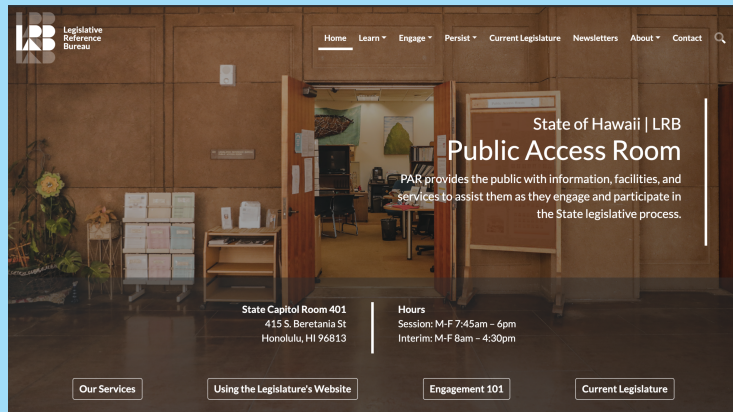 LRB
LRB
LRB
Legislative
Reference
Bureau
Home Learn Engage Persist Current Legislature Newsletters About Contact
State of Hawaii | LRB
Public Access Room
PAR provides the public with information, facilities, and
services to assist them as they engage and participate in
the State legislative process.
State Capitol Room 401
415 S. Beretania St
Honolulu, HI 96813
Hours
Session: M-F 7:45am – 6pm
Interim: M-F 8am – 4:30pm
Our Services
Using the Legislature's Website
Engagement 101
Current Legislature